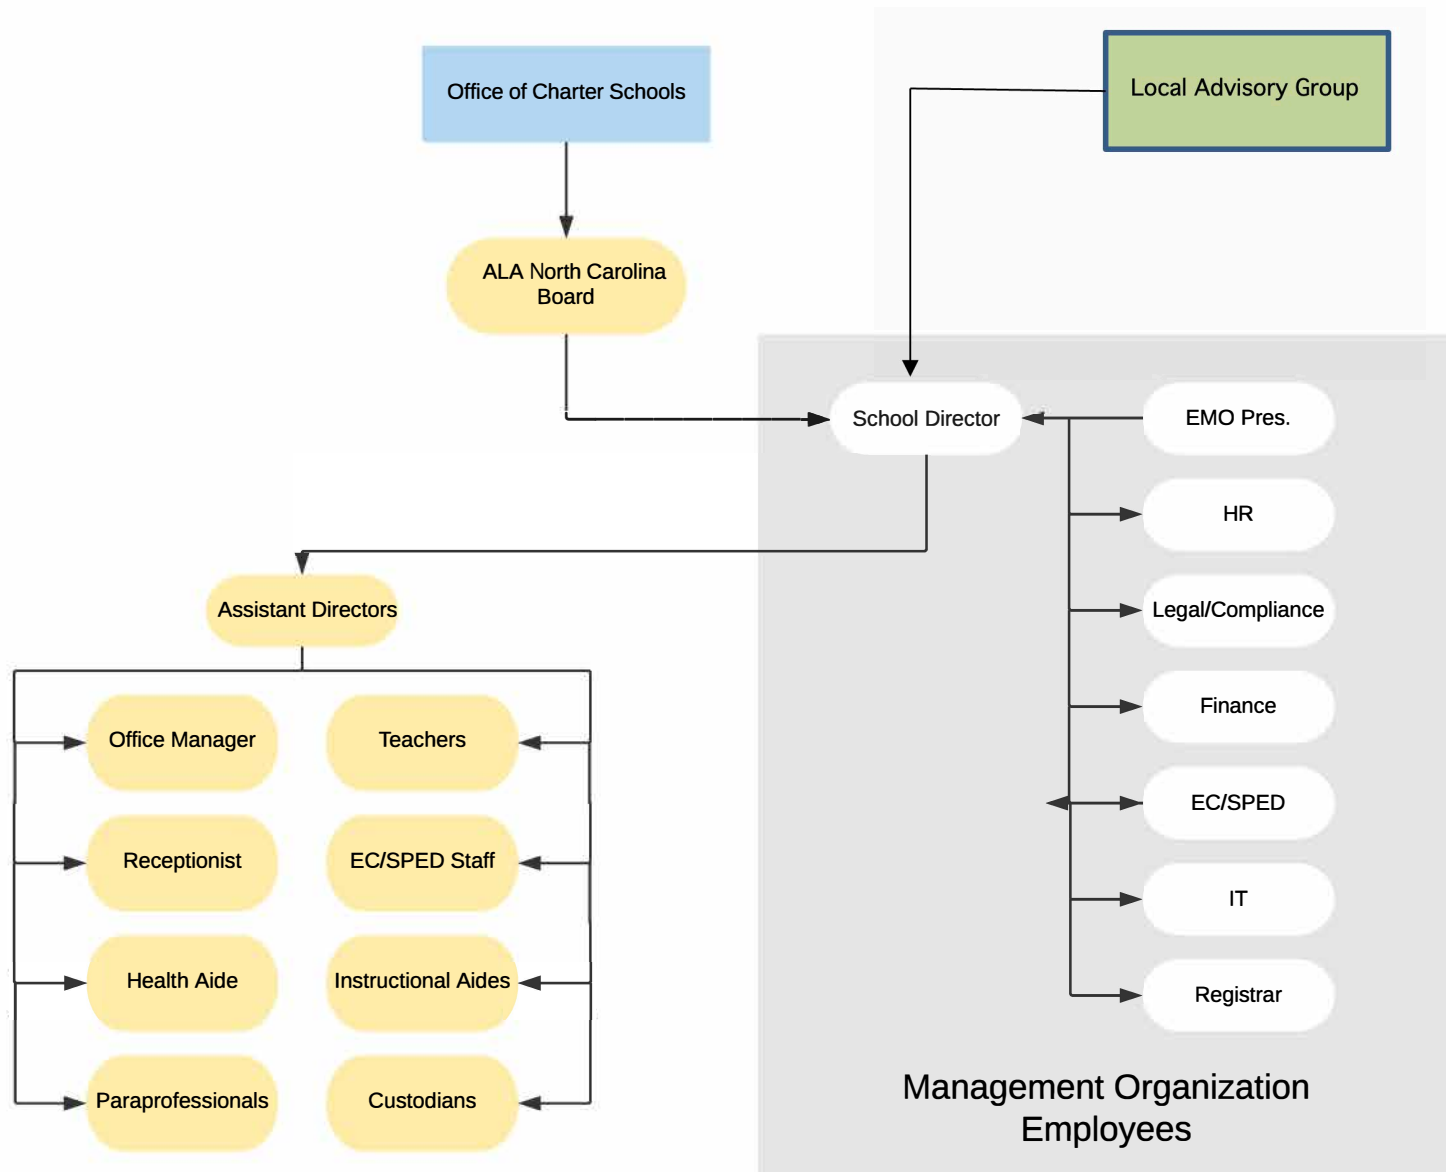 Office of Charter Schools
Local Advisory Group
ALA North Carolina
Board
School Director
EMO Pres.
HR
Legal/Compliance
Finance
EC/SPED
IT
Registrar
Assistant Directors
Office Manager
Teachers
Receptionist
EC/SPED Staff
Health Aide
Instructional Aides
Paraprofessionals
Custodians
Management Organization
Employees